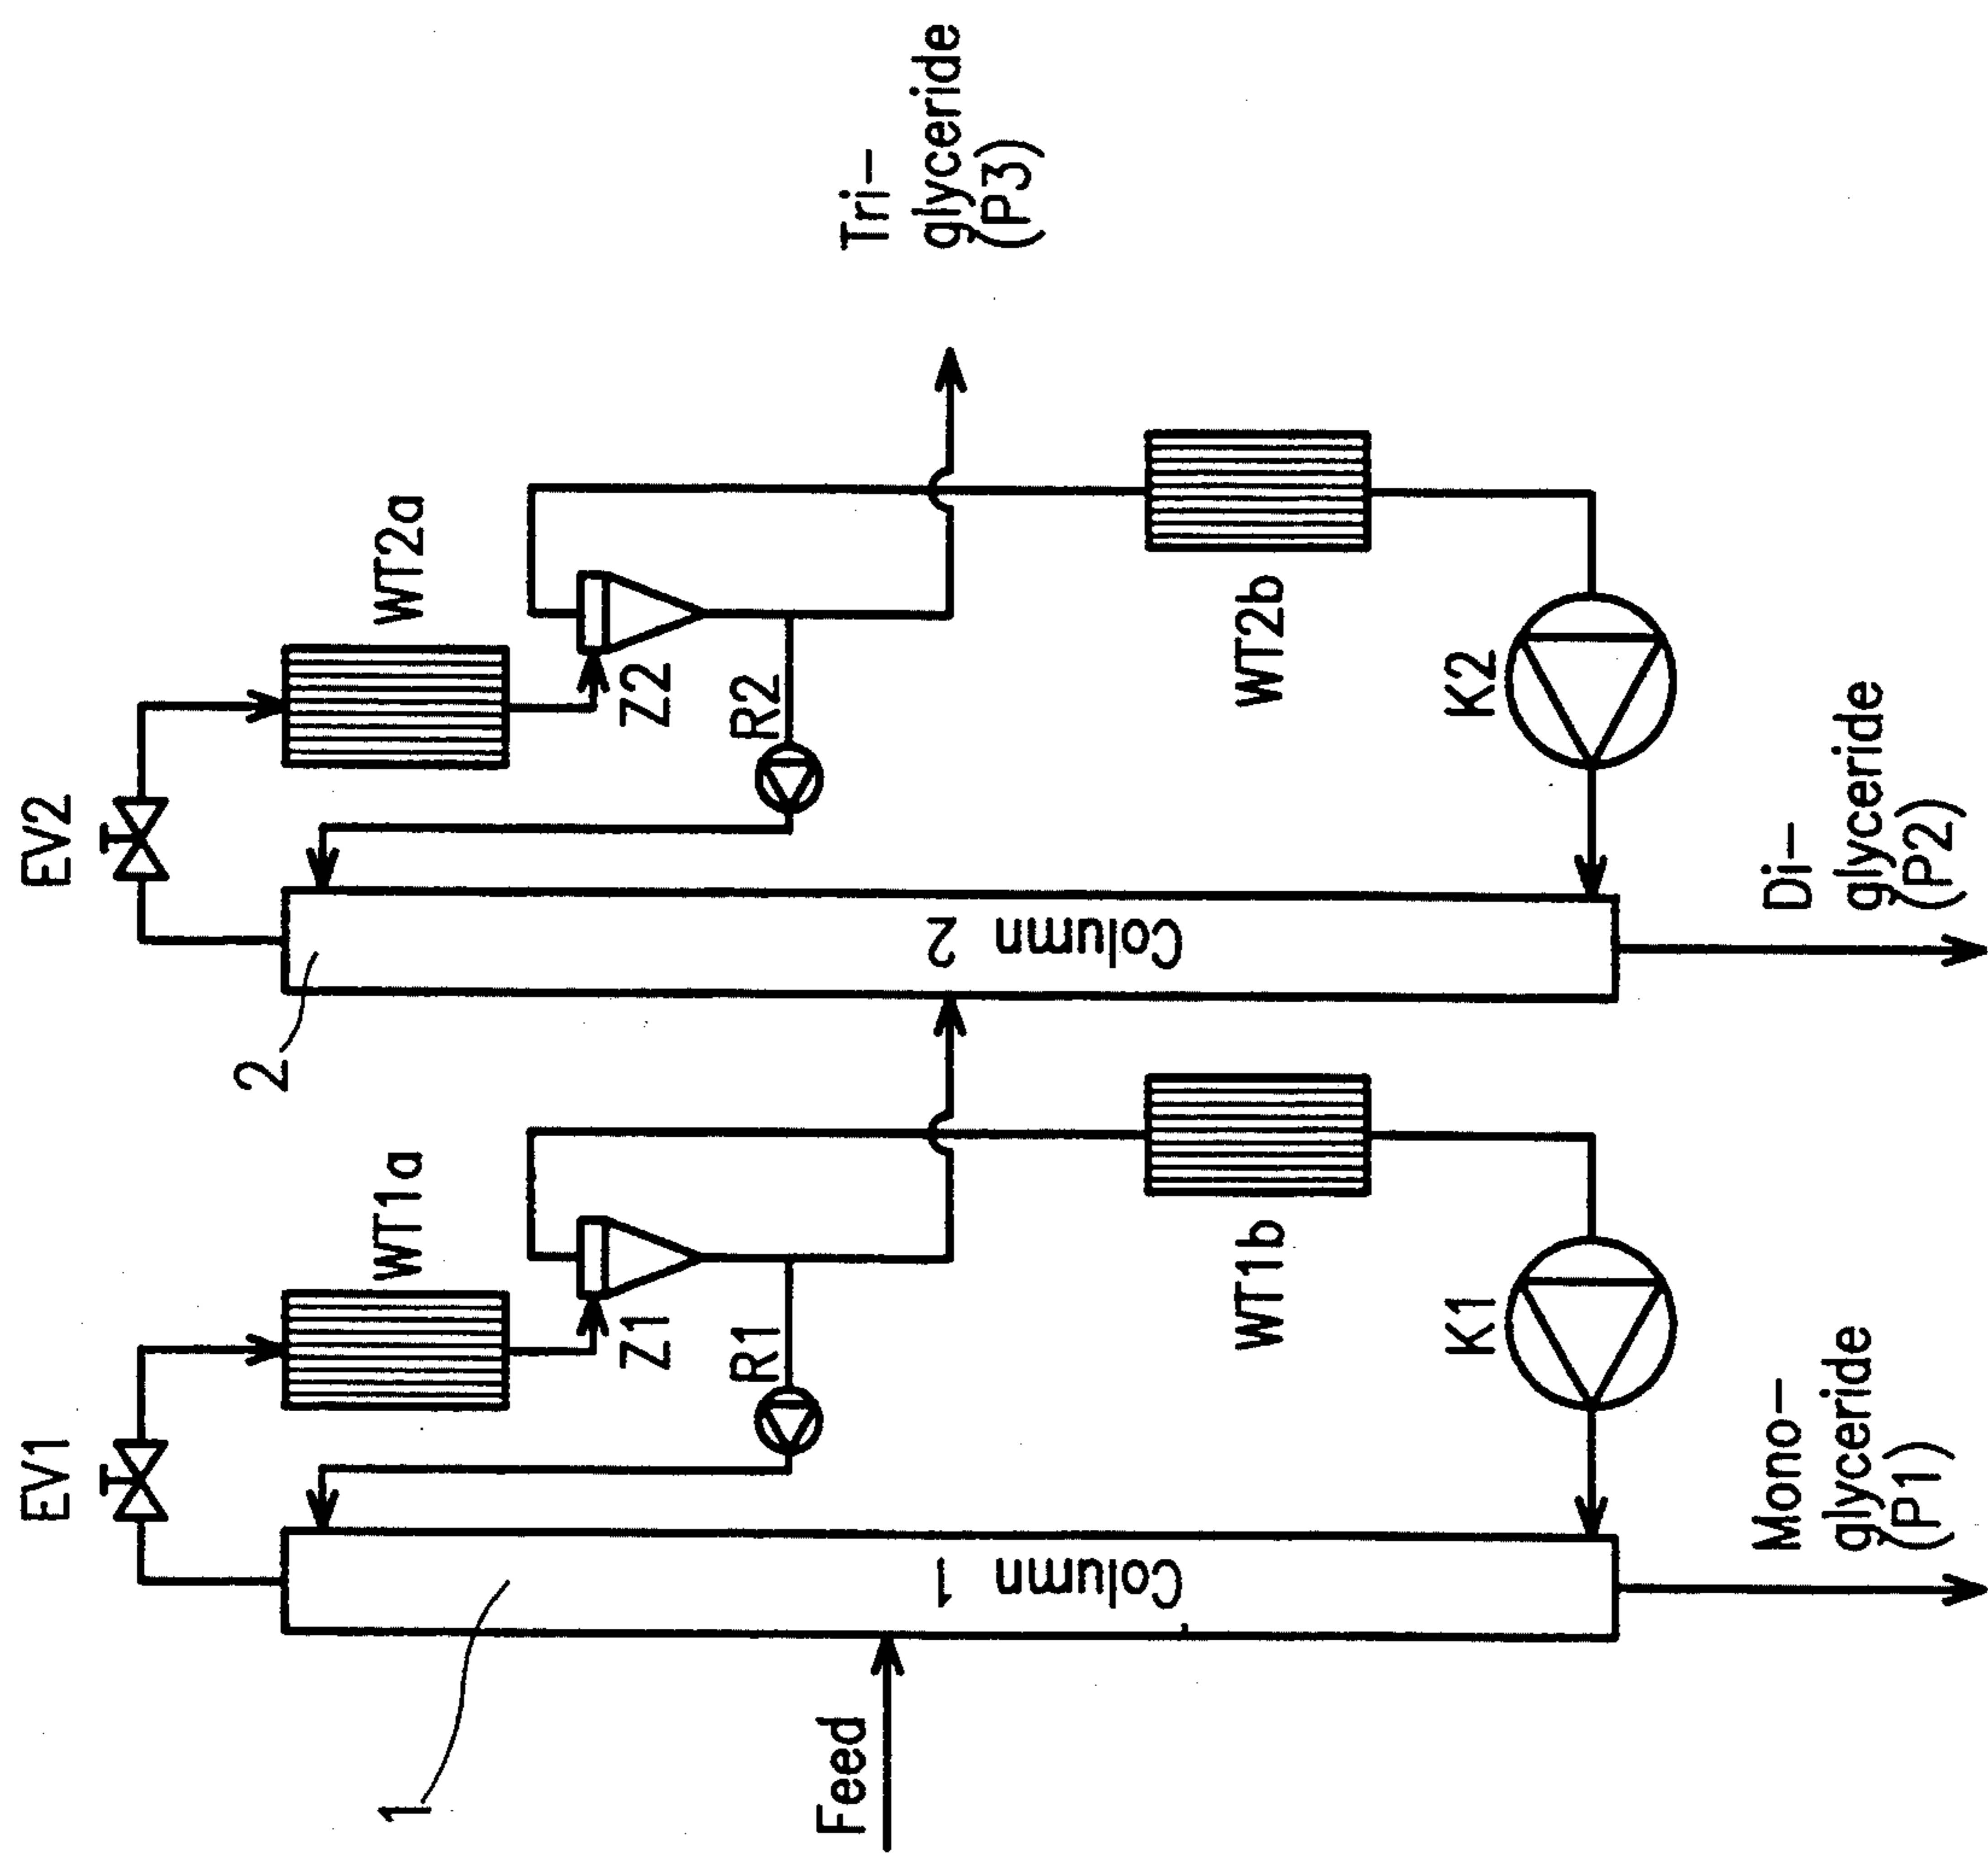 EV1
EV2
WT1a
WT2a
1
2
Z1
Z2
R1
R2
Feed
Column 1
Column 2
WT1b
WT2b
K1
K2
Mono-
glyceride
(P1)
Di-
glyceride
(P2)
Tri-
glyceride
(P3)